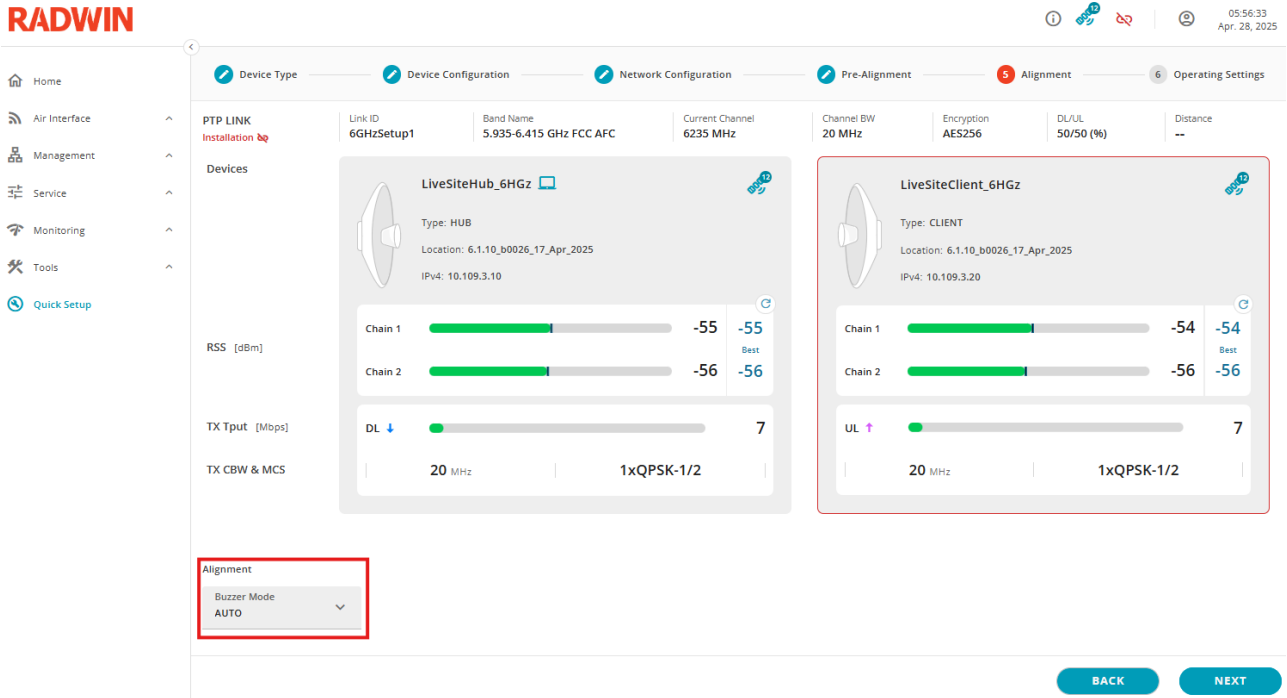 RADWIN
12
05:56:33
Apr. 28, 2025
Home
Air Interface
Management
Service
Monitoring
Tools
Quick Setup
Device Type
Device Configuration
Network Configuration
Pre-Alignment
5 Alignment
6 Operating Settings
PTP LINK
Installation
Link ID
6GHzSetup1
Band Name
5.935-6.415 GHz FCC AFC
Current Channel
6235 MHz
Channel BW
20 MHz
Encryption
AES256
DL/UL
50/50 (%)
Distance
--
Devices
LiveSiteHub_6HGz
12
Type: HUB
Location: 6.1.10_b0026_17_Apr_2025
IPv4: 10.109.3.10
LiveSiteClient_6HGz
12
Type: CLIENT
Location: 6.1.10_b0026_17_Apr_2025
IPv4: 10.109.3.20
RSS [dBm]
Chain 1 -55 -55
Best
Chain 2 -56 -56
Chain 1 -54 -54
Best
Chain 2 -56 -56
TX Tput [Mbps]
DL 7
UL 7
TX CBW & MCS
20 MHz 1xQPSK-1/2
20 MHz 1xQPSK-1/2
Alignment
Buzzer Mode
AUTO
BACK
NEXT